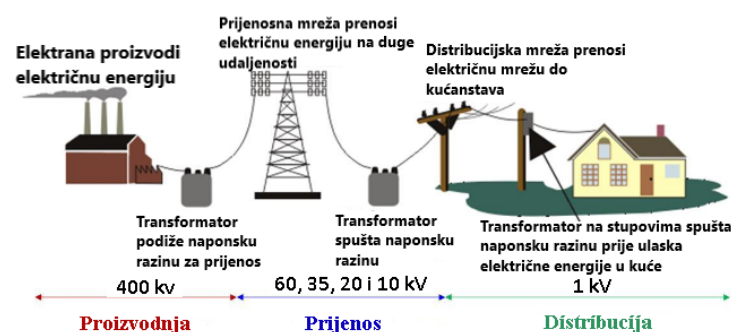 Elektrana proizvodi
električnu energiju
Prijenosna mreža prenosi
električnu energiju na duge
udaljenosti
Distribucijska mreža prenosi
električnu mrežu do
kućanstava
Transformator
podiže naponsku
razinu za prijenos
Transformator
spušta naponsku
razinu
Transformator na stupovima spušta
naponsku razinu prije ulaska
električne energije u kuće
400 kv
60, 35, 20 i 10 kV
1 kV
Proizvodnja
Prijenos
Distribucija